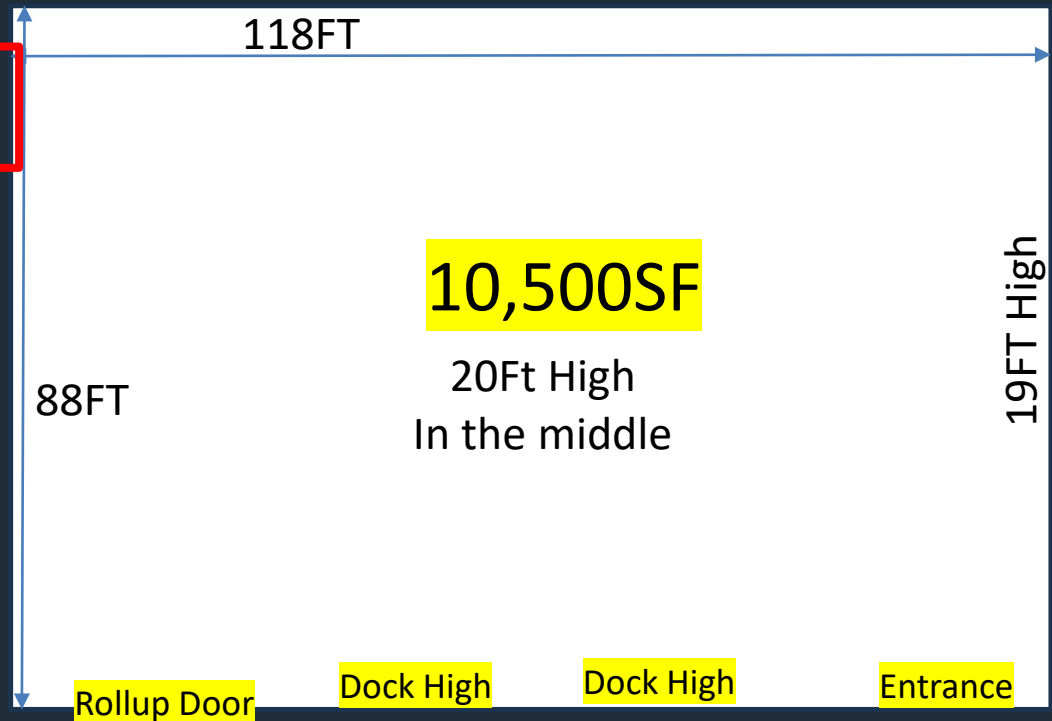 118FT
10,500SF
19FT High
20Ft High
In the middle
88FT
Rollup Door
Dock High
Dock High
Entrance